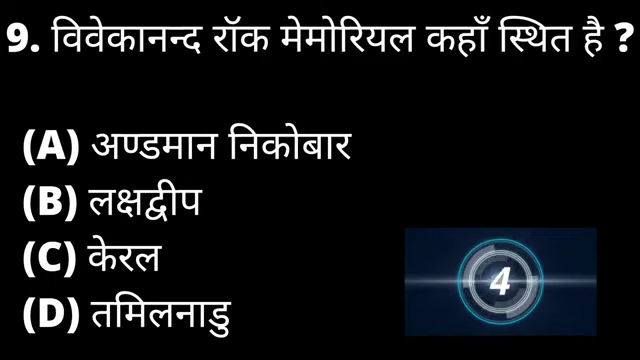 9. विवेकानन्द रॉक मेमोरियल कहाँ स्थित है ?
(A) अण्डमान निकोबार
(B) लक्षद्वीप
(C) केरल
(D) तमिलनाडु
4